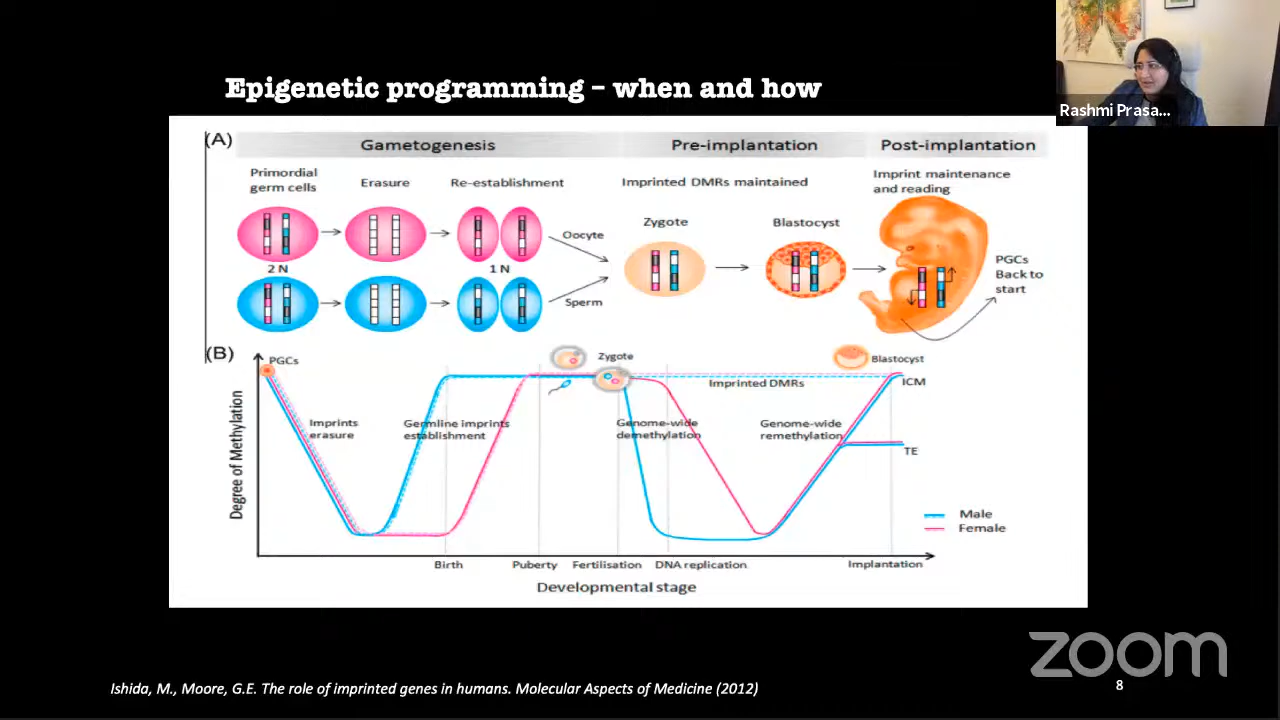 Rashmi Prasa...
Epigenetic programming – when and how
(A)
Gametogenesis
Pre-implantation
Post-implantation
Primordial
germ cells
Erasure
Re-establishment
Imprinted DMRs maintained
Imprint maintenance
and reading
Zygote
Blastocyst
Oocyte
2 N
1 N
Sperm
PGCs
Back to
start
(B)
PGCs
Zygote
Blastocyst
Imprinted DMRs
ICM
Imprints
erasure
Germline imprints
establishment
Genome-wide
demethylation
Genome-wide
remethylation
TE
Degree of Methylation
Male
Female
Birth
Puberty
Fertilisation
DNA replication
Implantation
Developmental stage
zoom
Ishida, M., Moore, G.E. The role of imprinted genes in humans. Molecular Aspects of Medicine (2012)
8